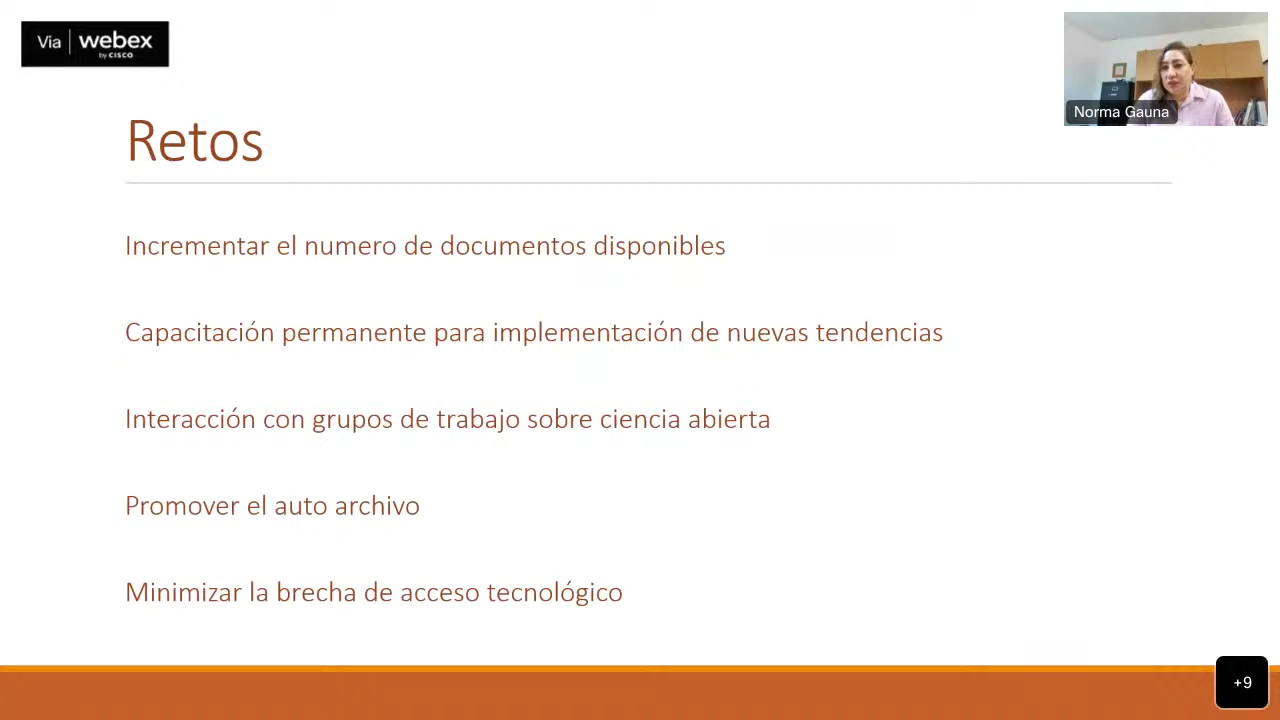 Via webex
by CISCO
Norma Gauna
Retos
Incrementar el numero de documentos disponibles
Capacitación permanente para implementación de nuevas tendencias
Interacción con grupos de trabajo sobre ciencia abierta
Promover el auto archivo
Minimizar la brecha de acceso tecnológico
+9